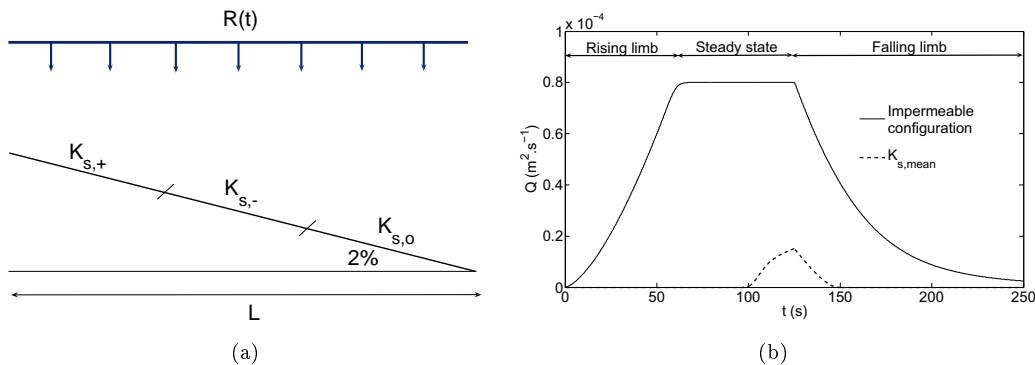 R(t)
K_{s,+}
K_{s,-}
K_{s,o}
2%
L
(a)
1 x 10^{-4}
Rising limb
Steady state
Falling limb
0.8
0.6
0.4
0.2
0
Q (m^2.s^{-1})
Impermeable
configuration
K_{s,mean}
0 50 100 150 200 250
t (s)
(b)